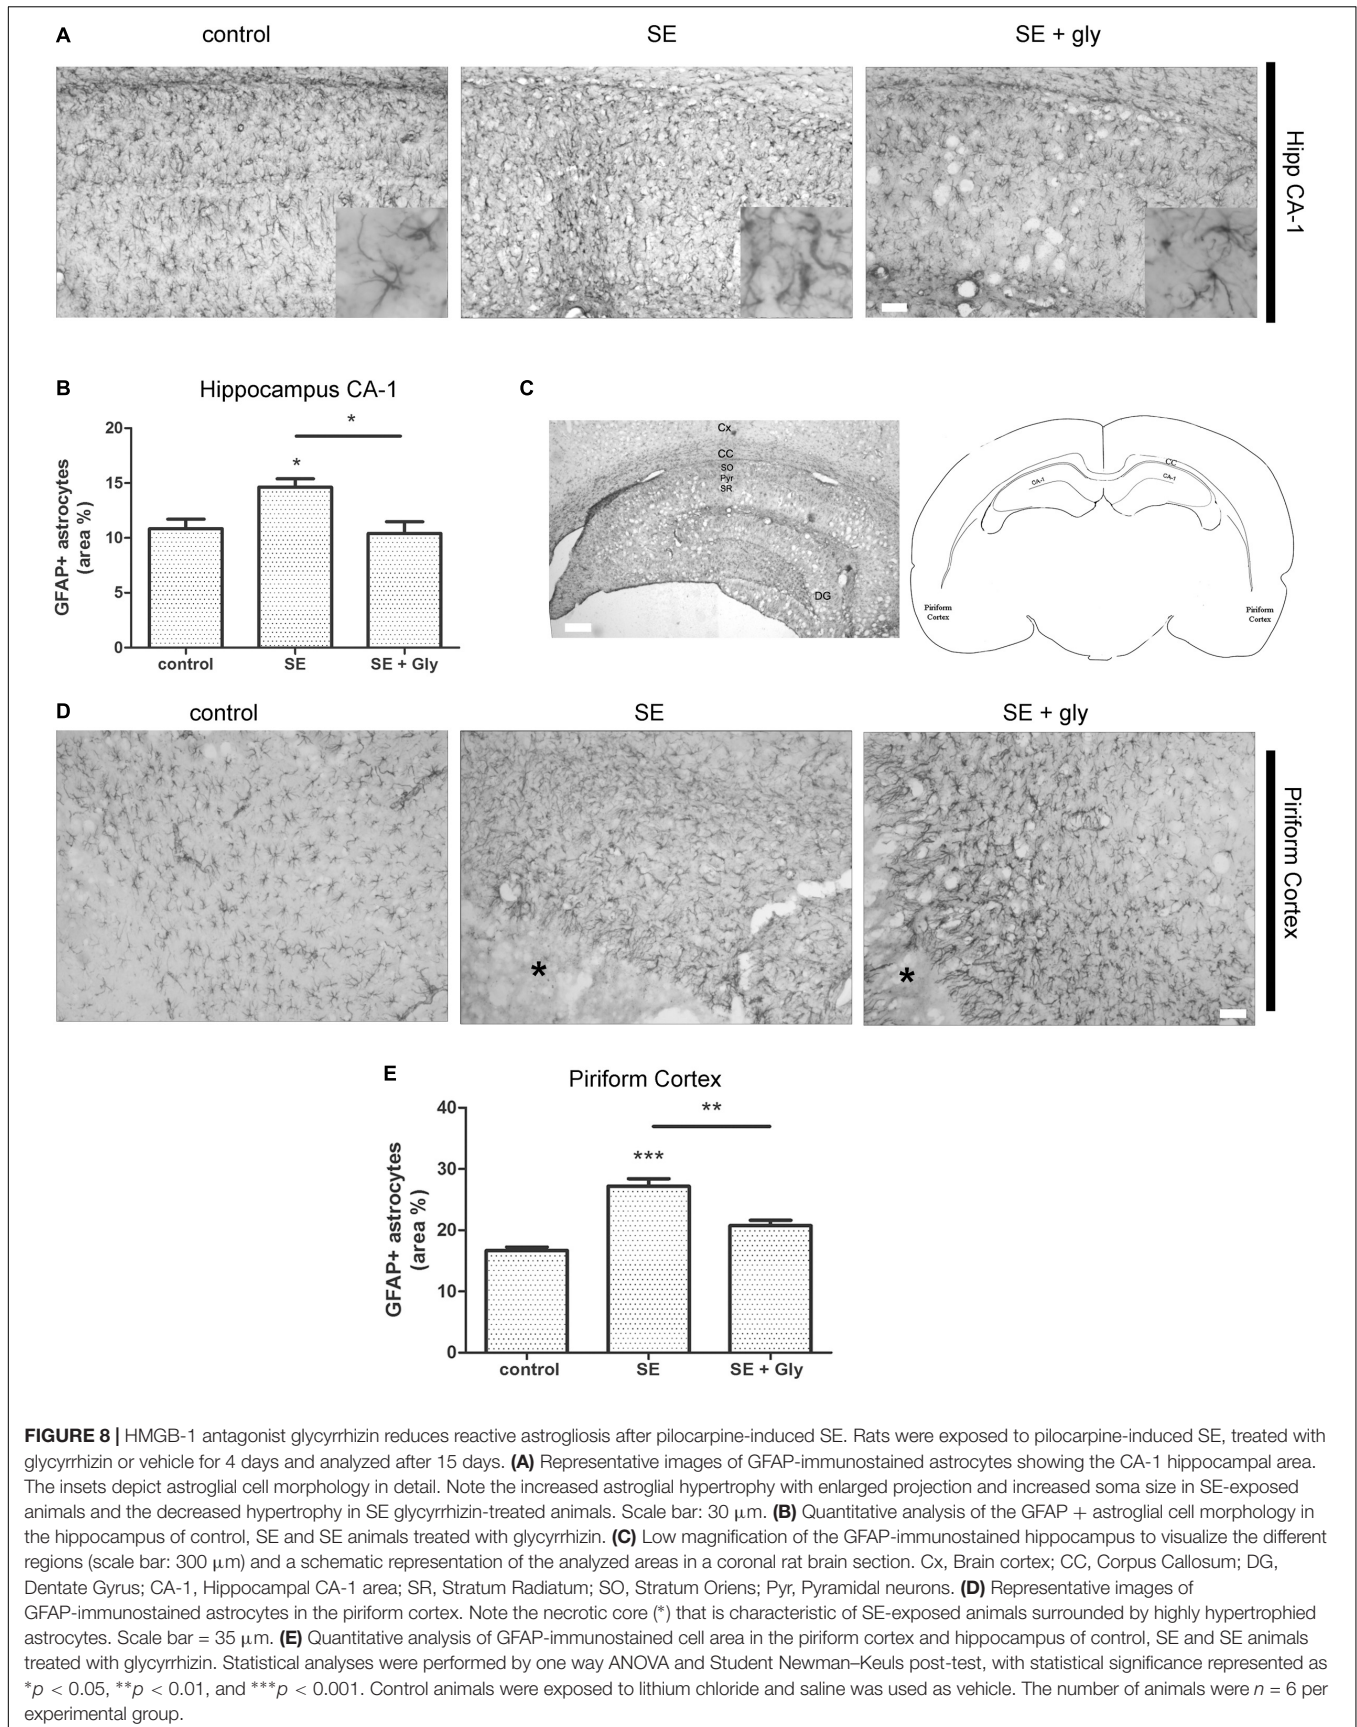 A
control
SE
SE + gly
Hipp CA-1
B
Hippocampus CA-1
GFAP+ astrocytes
(area %)
20
15
10
5
0
*
*
control
SE
SE + Gly
C
Cx
CC
SO
Pyr
SR
DG
CC
CA-1
CA-1
Piriform
Cortex
Piriform
Cortex
D
control
SE
SE + gly
*
*
Piriform Cortex
E
Piriform Cortex
GFAP+ astrocytes
(area %)
40
30
20
10
0
**
***
control
SE
SE + Gly
FIGURE 8 | HMGB-1 antagonist glycyrrhizin reduces reactive astrogliosis after pilocarpine-induced SE. Rats were exposed to pilocarpine-induced SE, treated with
glycyrrhizin or vehicle for 4 days and analyzed after 15 days. (A) Representative images of GFAP-immunostained astrocytes showing the CA-1 hippocampal area.
The insets depict astroglial cell morphology in detail. Note the increased astroglial hypertrophy with enlarged projection and increased soma size in SE-exposed
animals and the decreased hypertrophy in SE glycyrrhizin-treated animals. Scale bar: 30 μm. (B) Quantitative analysis of the GFAP + astroglial cell morphology in
the hippocampus of control, SE and SE animals treated with glycyrrhizin. (C) Low magnification of the GFAP-immunostained hippocampus to visualize the different
regions (scale bar: 300 μm) and a schematic representation of the analyzed areas in a coronal rat brain section. Cx, Brain cortex; CC, Corpus Callosum; DG,
Dentate Gyrus; CA-1, Hippocampal CA-1 area; SR, Stratum Radiatum; SO, Stratum Oriens; Pyr, Pyramidal neurons. (D) Representative images of
GFAP-immunostained astrocytes in the piriform cortex. Note the necrotic core (*) that is characteristic of SE-exposed animals surrounded by highly hypertrophied
astrocytes. Scale bar = 35 μm. (E) Quantitative analysis of GFAP-immunostained cell area in the piriform cortex and hippocampus of control, SE and SE animals
treated with glycyrrhizin. Statistical analyses were performed by one way ANOVA and Student Newman–Keuls post-test, with statistical significance represented as
*p < 0.05, **p < 0.01, and ***p < 0.001. Control animals were exposed to lithium chloride and saline was used as vehicle. The number of animals were n = 6 per
experimental group.